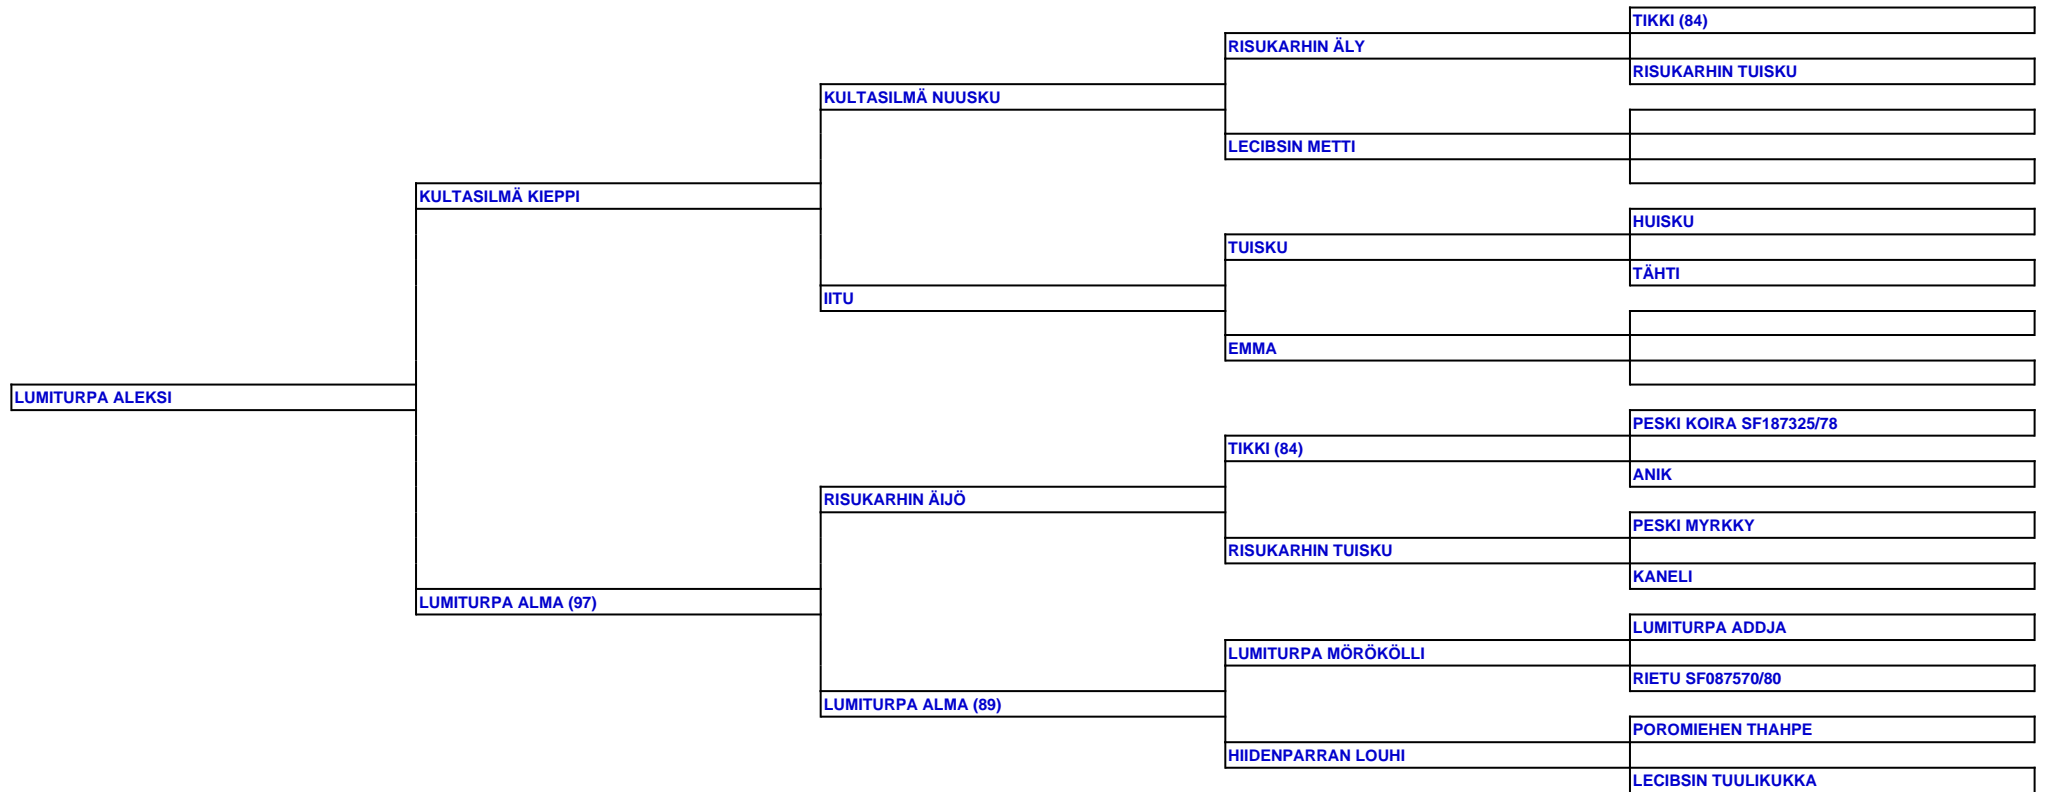 TIKKI (84)
RISUKARHIN ÄLY
RISUKARHIN TUISKU
KULTASILMÄ NUUSKU
LECIBSIN METTI
KULTASILMÄ KIEPPI
HUISKU
TUISKU
TÄHTI
IITU
EMMA
LUMITURPA ALEKSI
PESKI KOIRA SF187325/78
TIKKI (84)
ANIK
RISUKARHIN ÄIJÖ
PESKI MYRKKY
RISUKARHIN TUISKU
KANELI
LUMITURPA ALMA (97)
LUMITURPA ADDJA
LUMITURPA MÖRÖKÖLLI
RIETU SF087570/80
LUMITURPA ALMA (89)
POROMIEHEN THAHPE
HIIDENPARRAN LOUHI
LECIBSIN TUULIKUKKA